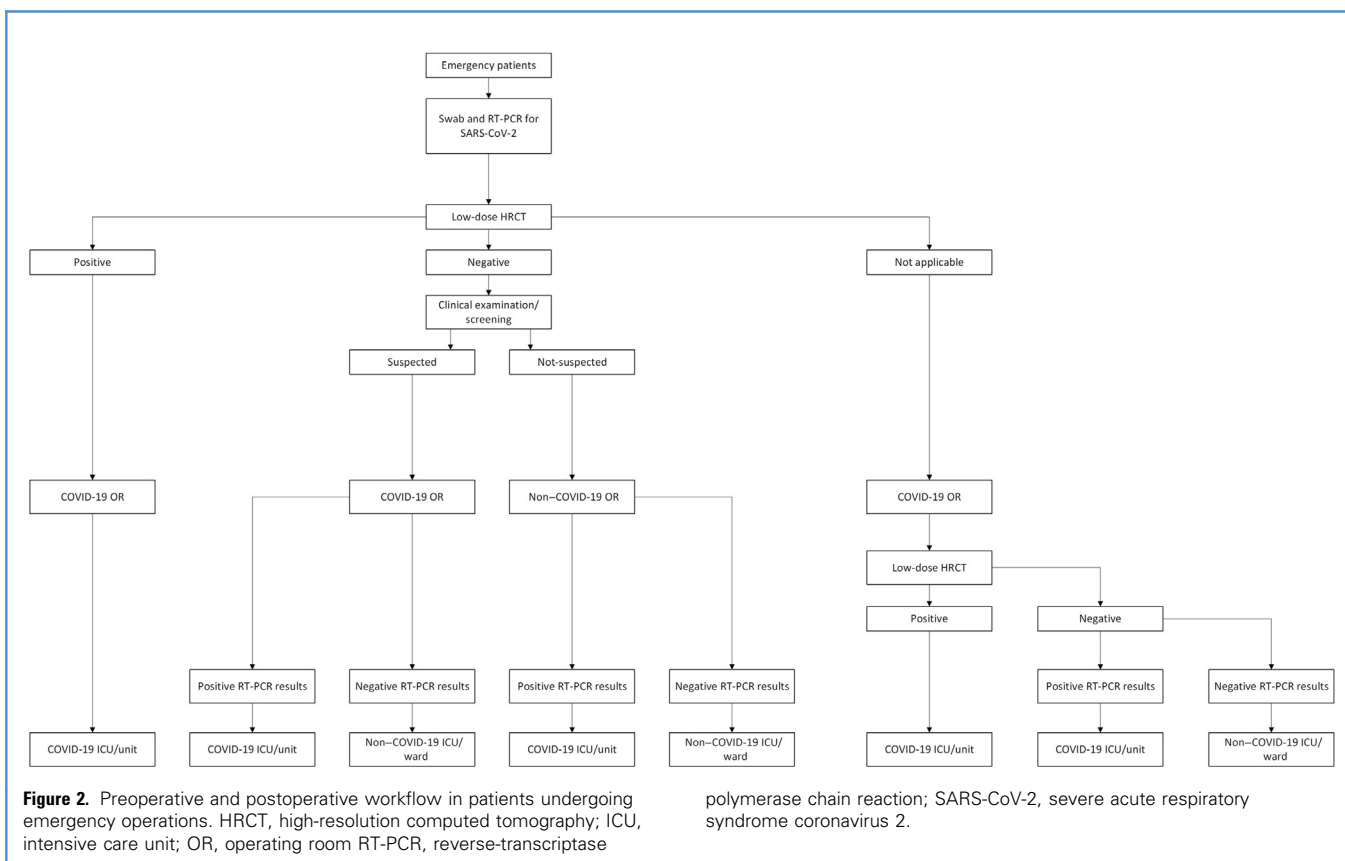 Emergency patients
Swab and RT-PCR for
SARS-CoV-2
Low-dose HRCT
Positive
Negative
Not applicable
Clinical examination/
screening
Suspected
Not-suspected
COVID-19 OR
COVID-19 OR
Non–COVID-19 OR
COVID-19 OR
Low-dose HRCT
Positive
Negative
Positive RT-PCR results
Negative RT-PCR results
Positive RT-PCR results
Negative RT-PCR results
Positive RT-PCR results
Negative RT-PCR results
COVID-19 ICU/unit
COVID-19 ICU/unit
Non–COVID-19 ICU/
ward
COVID-19 ICU/unit
Non–COVID-19 ICU/
ward
COVID-19 ICU/unit
COVID-19 ICU/unit
Non–COVID-19 ICU/
ward
Figure 2. Preoperative and postoperative workflow in patients undergoing
emergency operations. HRCT, high-resolution computed tomography; ICU,
intensive care unit; OR, operating room RT-PCR, reverse-transcriptase
polymerase chain reaction; SARS-CoV-2, severe acute respiratory
syndrome coronavirus 2.